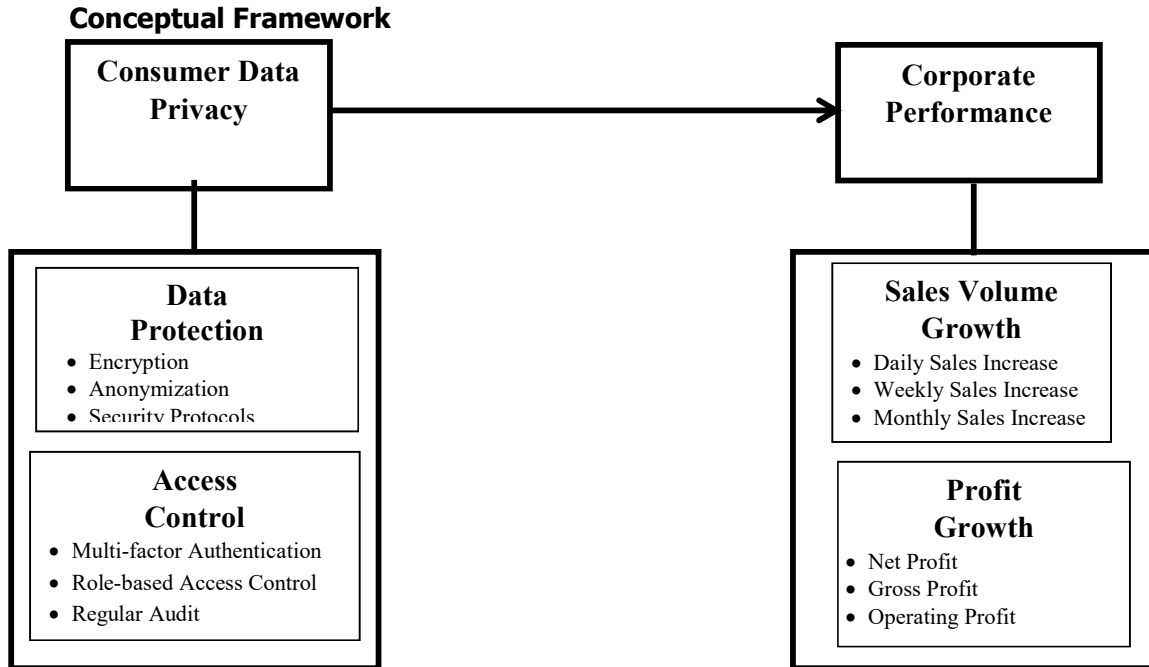 Conceptual Framework
Consumer Data
Privacy
Corporate
Performance
Data
Protection
• Encryption
• Anonymization
• Security Protocols
Access
Control
• Multi-factor Authentication
• Role-based Access Control
• Regular Audit
Sales Volume
Growth
• Daily Sales Increase
• Weekly Sales Increase
• Monthly Sales Increase
Profit
Growth
• Net Profit
• Gross Profit
• Operating Profit